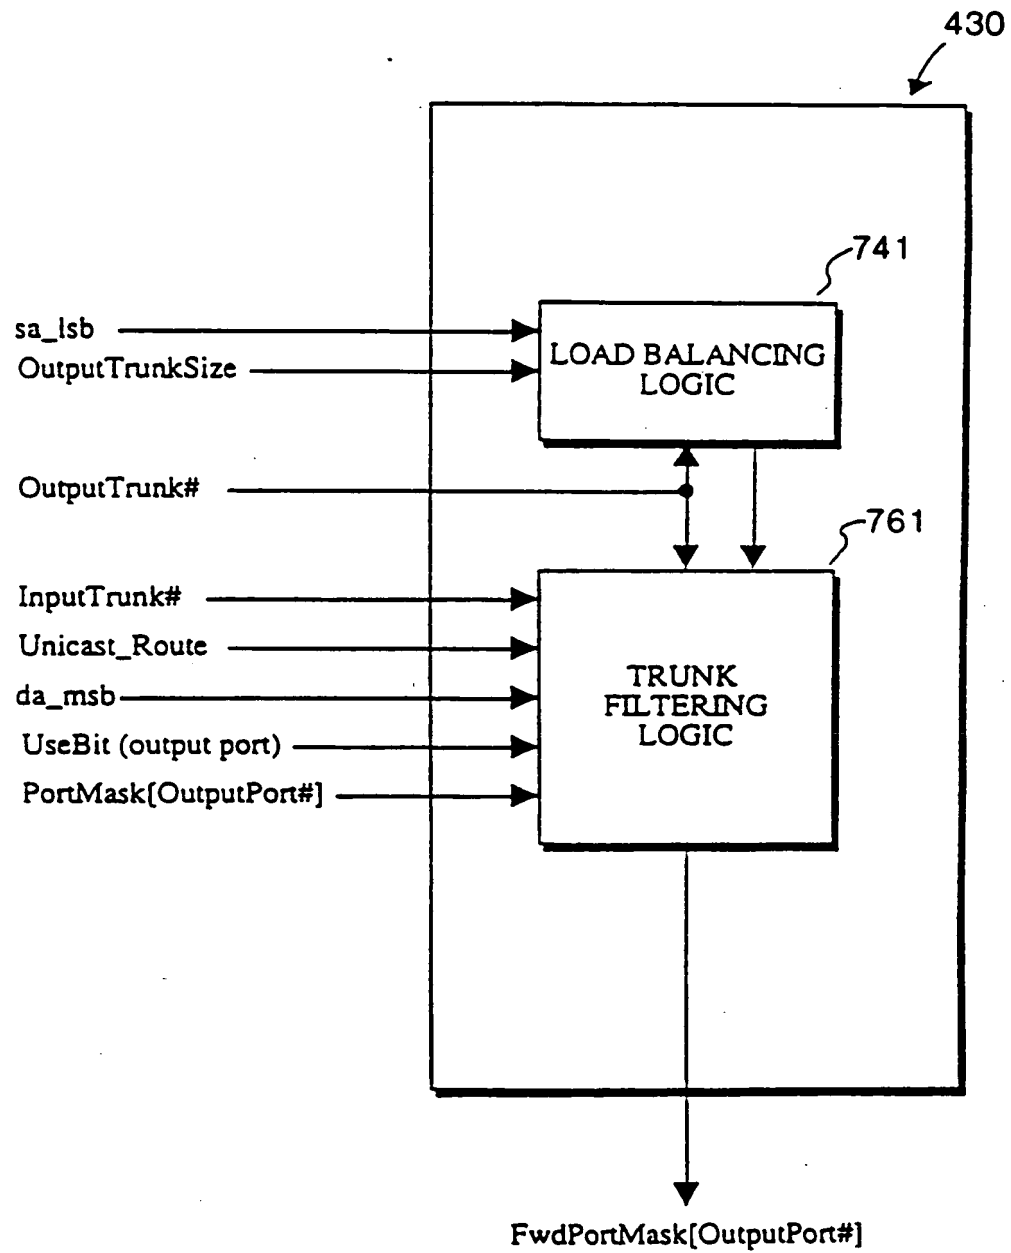 430
741
sa_lsb
LOAD BALANCING
OutputTrunkSize
LOGIC
OutputTrunk#
761
InputTrunk#
Unicast_Route
TRUNK
da_msb
FILTERING
LOGIC
UseBit (output port)
PortMask[OutputPort#]
FwdPortMask[OutputPort#]